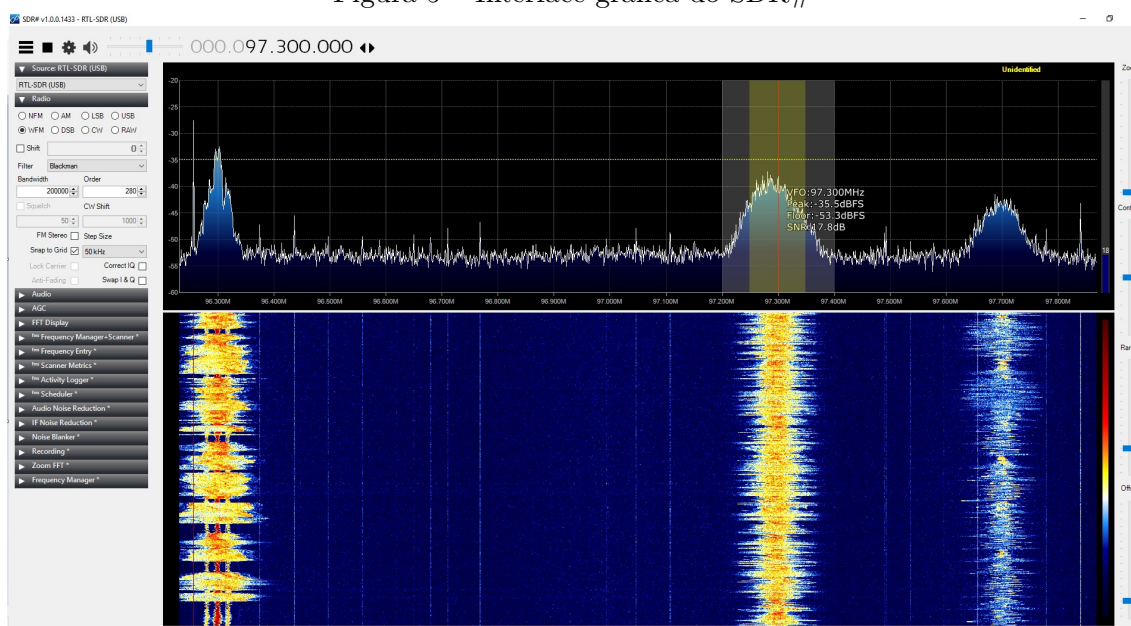 Figura 5 – Interface gráfica do SDR#
SDR# v1.0.0.1433 - RTL-SDR (USB)
000.097.300.000
Source: RTL-SDR (USB)
RTL-SDR (USB)
Radio
NFM AM LSB USB
WFM DSB CW RAW
Shift 0
Filter Blackman
Bandwidth Order
200000 280
Squelch CW Shift
50 1000
FM Stereo Step Size
Snap to Grid 50 kHz
Lock Carrier Correct IQ
Anti-Fading Swap I & Q
Audio
AGC
FFT Display
Frequency Manager+Scanner *
Frequency Entry *
Scanner Metrics *
Activity Logger *
Scheduler *
Audio Noise Reduction *
IF Noise Reduction *
Noise Blanker *
Recording *
Zoom FFT *
Frequency Manager *
Unidentified
-20
-25
-30
-35
-40
-45
-50
-55
-60
VFO:97.300MHz
Peak:-35.5dBFS
Floor:-53.3dBFS
SNR:17.8dB
18
96.300M 96.400M 96.500M 96.600M 96.700M 96.800M 96.900M 97.000M 97.100M 97.200M 97.300M 97.400M 97.500M 97.600M 97.700M 97.800M
Zoo
Cont
Ran
Offs